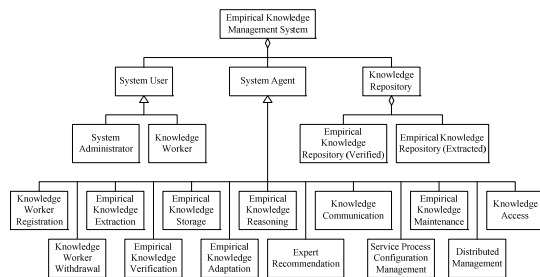 Empirical Knowledge
Management System
System User
System Agent
Knowledge
Repository
System
Administrator
Knowledge
Worker
Empirical
Knowledge
Repository (Verified)
Empirical Knowledge
Repository (Extracted)
Knowledge
Worker
Registration
Empirical
Knowledge
Extraction
Empirical
Knowledge
Storage
Empirical
Knowledge
Reasoning
Knowledge
Communication
Empirical
Knowledge
Maintenance
Knowledge
Access
Knowledge
Worker
Withdrawal
Empirical
Knowledge
Verification
Empirical
Knowledge
Adaptation
Expert
Recommendation
Service Process
Configuration
Management
Distributed
Management